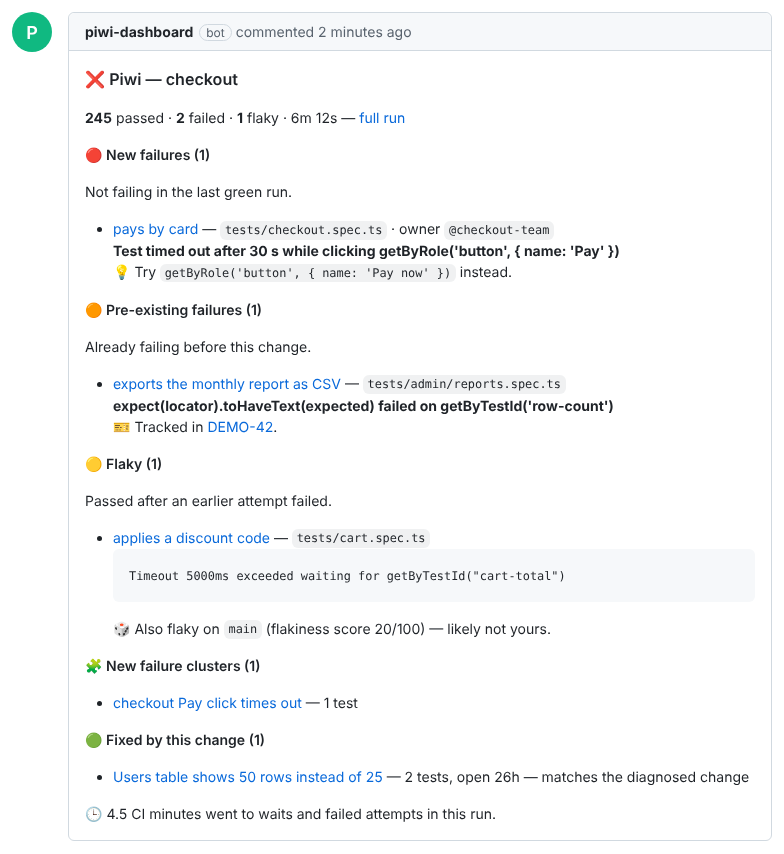 P
piwi-dashboard bot commented 2 minutes ago
❌ Piwi — checkout
245 passed · 2 failed · 1 flaky · 6m 12s — full run
🔴 New failures (1)
Not failing in the last green run.
• pays by card — tests/checkout.spec.ts · owner @checkout-team
Test timed out after 30 s while clicking getByRole('button', { name: 'Pay' })
💡 Try getByRole('button', { name: 'Pay now' }) instead.
🟠 Pre-existing failures (1)
Already failing before this change.
• exports the monthly report as CSV — tests/admin/reports.spec.ts
expect(locator).toHaveText(expected) failed on getByTestId('row-count')
🎫 Tracked in DEMO-42.
🟡 Flaky (1)
Passed after an earlier attempt failed.
• applies a discount code — tests/cart.spec.ts
Timeout 5000ms exceeded waiting for getByTestId("cart-total")
🎲 Also flaky on main (flakiness score 20/100) — likely not yours.
🧩 New failure clusters (1)
• checkout Pay click times out — 1 test
🟢 Fixed by this change (1)
• Users table shows 50 rows instead of 25 — 2 tests, open 26h — matches the diagnosed change
🕒 4.5 CI minutes went to waits and failed attempts in this run.